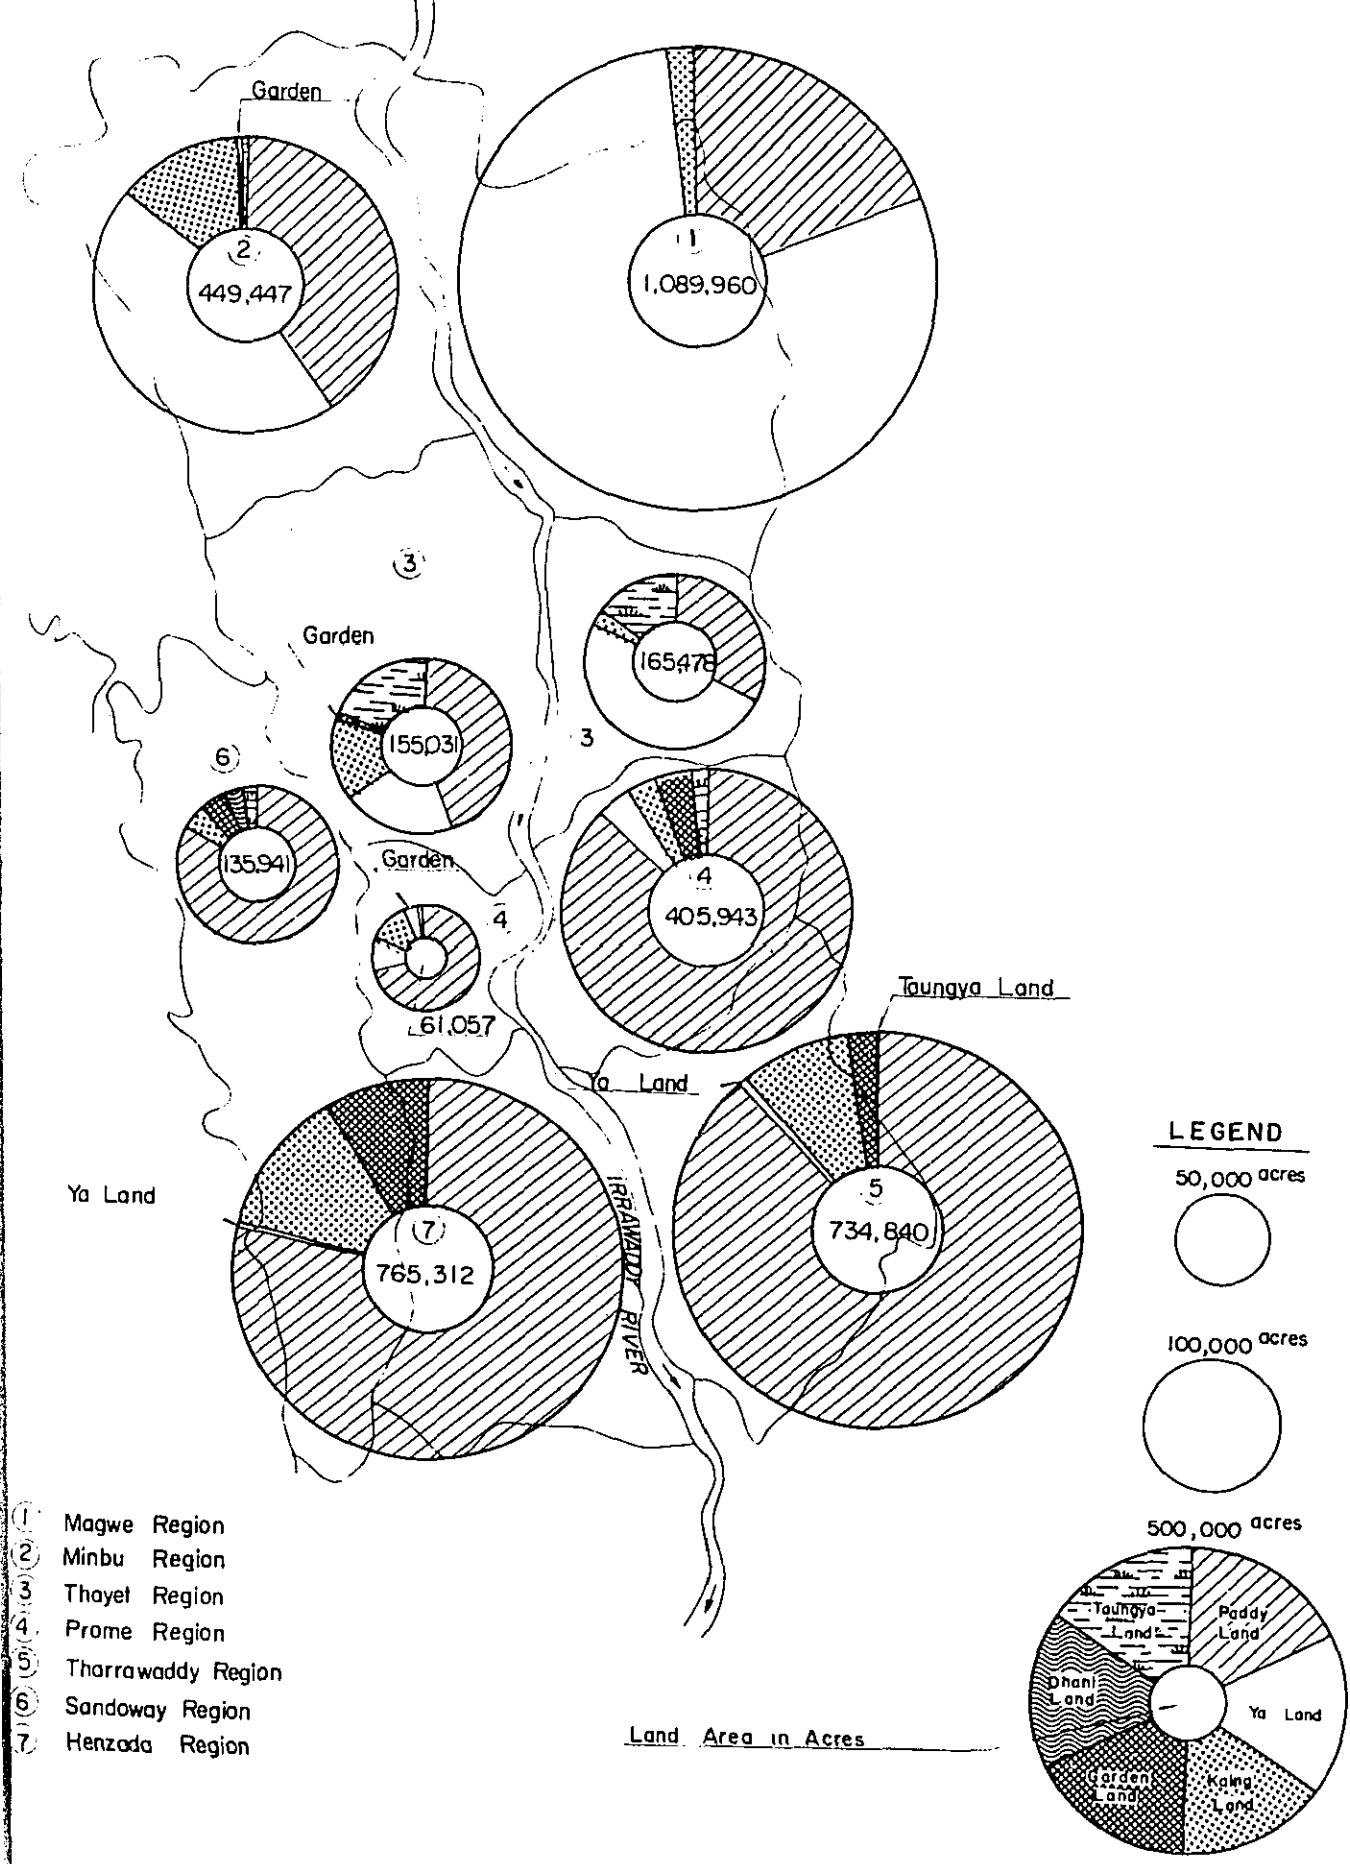 Garden
2
449,447
1
1,089,960
3
Garden
165,478
155,031
3
6
135,941
Garden
4
4
405,943
61,057
Taungya Land
Ya Land
Ya Land
5
734,840
7
765,312
IRRAWADDY RIVER
LEGEND
50,000 acres
100,000 acres
500,000 acres
Taungya
Land
Paddy
Land
Dhani
Land
Ya Land
Garden
Land
Kaing
Land
1 Magwe Region
2 Minbu Region
3 Thayet Region
4 Prome Region
5 Tharrawaddy Region
6 Sandoway Region
7 Henzada Region
Land Area in Acres